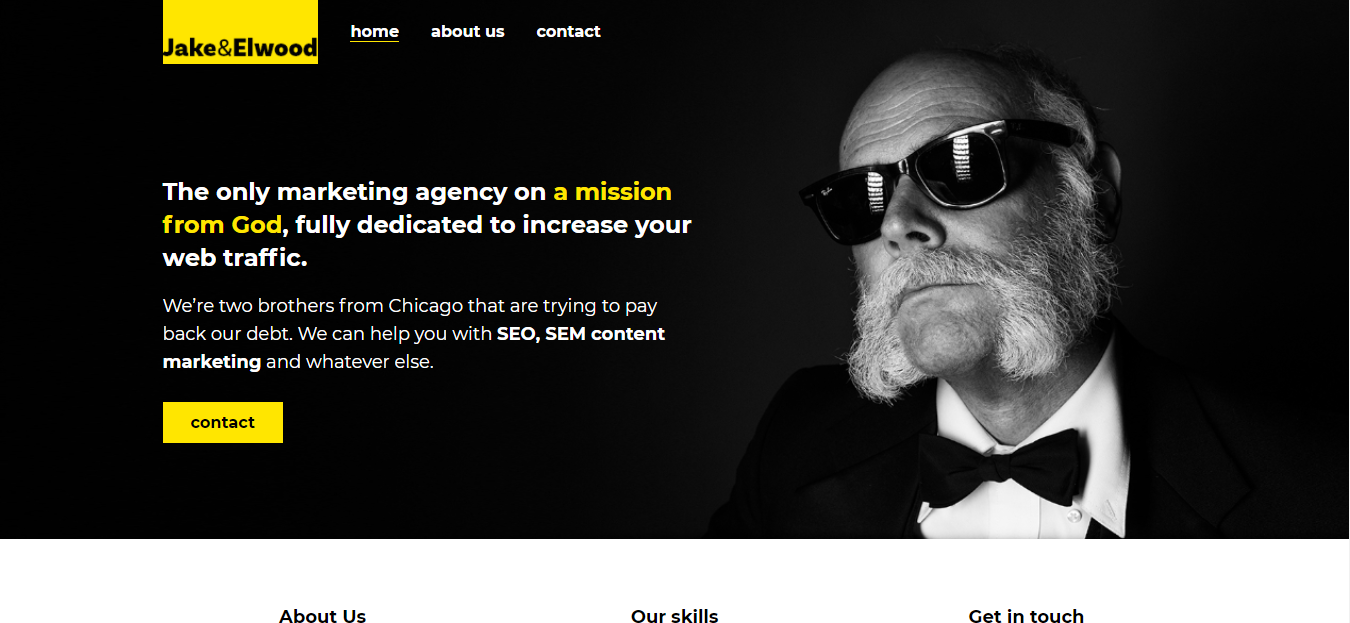 Jake&Elwood
home about us contact
The only marketing agency on a mission
from God, fully dedicated to increase your
web traffic.
We’re two brothers from Chicago that are trying to pay
back our debt. We can help you with SEO, SEM content
marketing and whatever else.
contact
About Us Our skills Get in touch